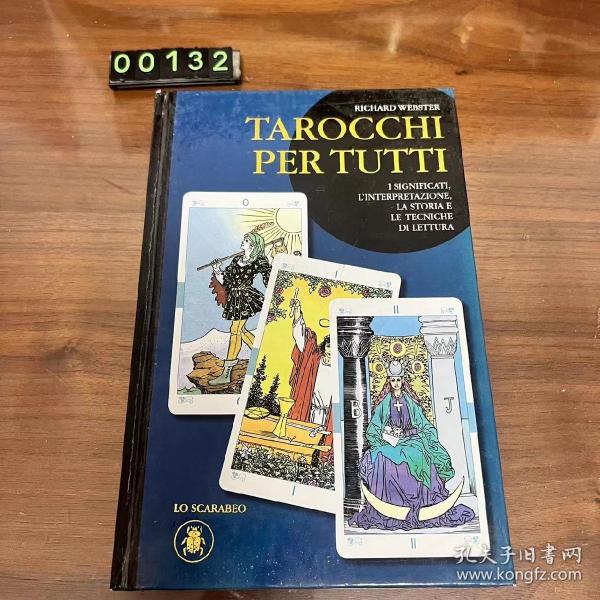 00132
RICHARD WEBSTER
TAROCCHI
PER TUTTI
I SIGNIFICATI,
L'INTERPRETAZIONE,
LA STORIA E
LE TECNICHE
DI LETTURA
0
I
II
B J
I
II
LO SCARABEO
孔夫子旧书网
www.kongfz.com